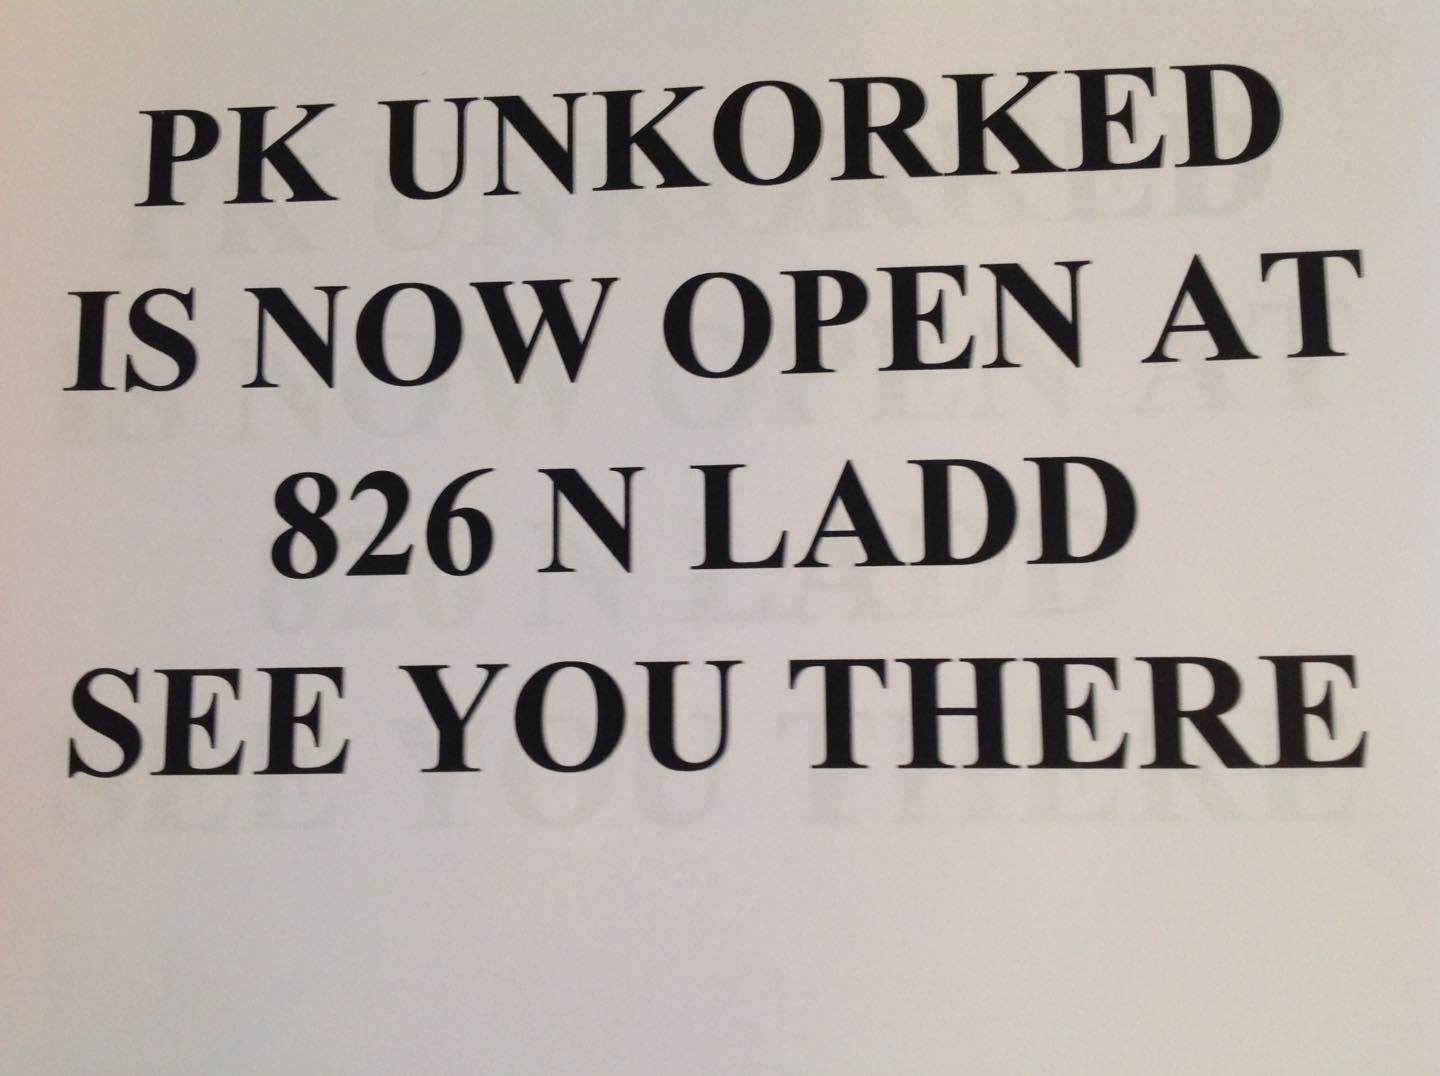 PK UNKORKED
IS NOW OPEN AT
826 N LADD
SEE YOU THERE